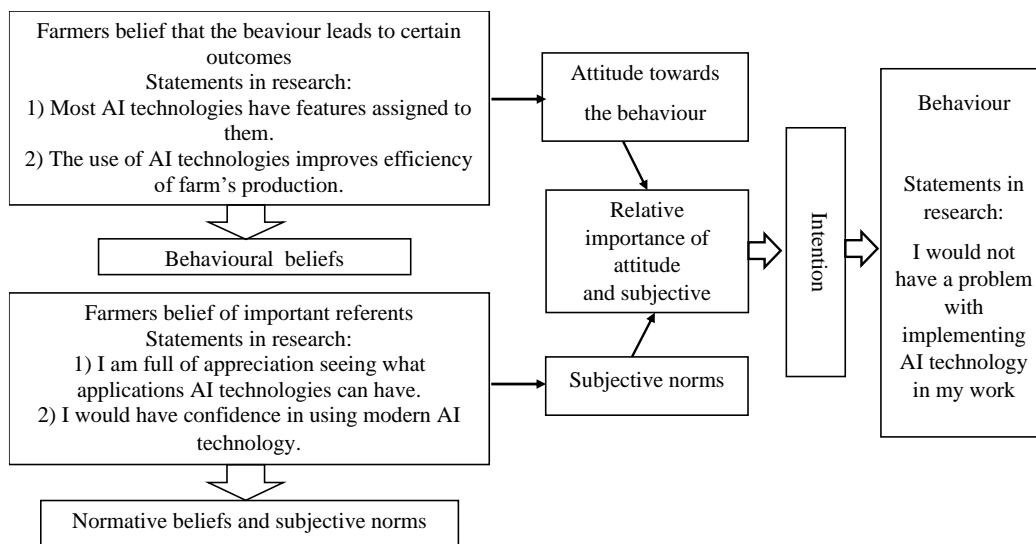 Farmers belief that the beaviour leads to certain
outcomes
Statements in research:
1) Most AI technologies have features assigned to
them.
2) The use of AI technologies improves efficiency
of farm's production.
Behavioural beliefs
Farmers belief of important referents
Statements in research:
1) I am full of appreciation seeing what
applications AI technologies can have.
2) I would have confidence in using modern AI
technology.
Normative beliefs and subjective norms
Attitude towards
the behaviour
Relative
importance of
attitude
and subjective
Subjective norms
Intention
Behaviour
Statements in
research:
I would not
have a problem
with
implementing
AI technology
in my work